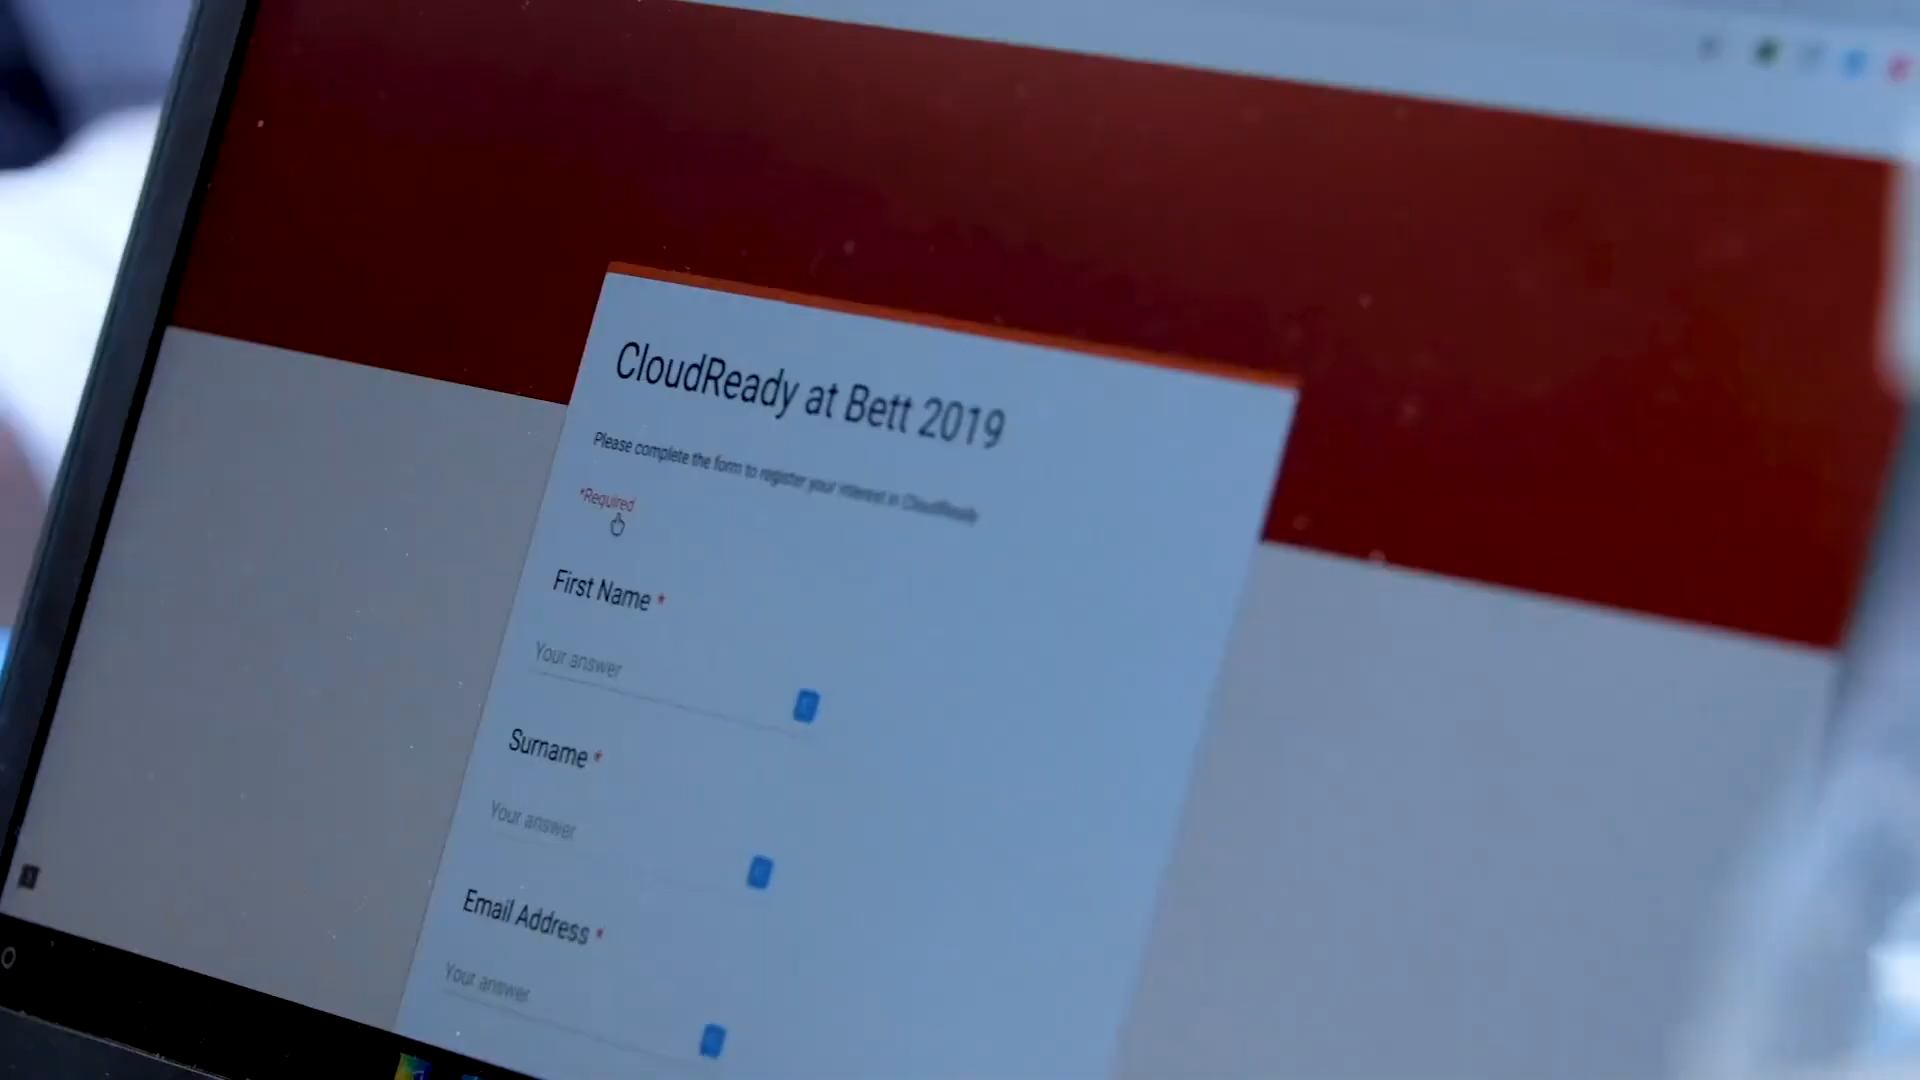 CloudReady at Bett 2019
Please complete the form to register your interest in CloudReady
*Required
First Name *
Your answer
Surname *
Your answer
Email Address *
Your answer